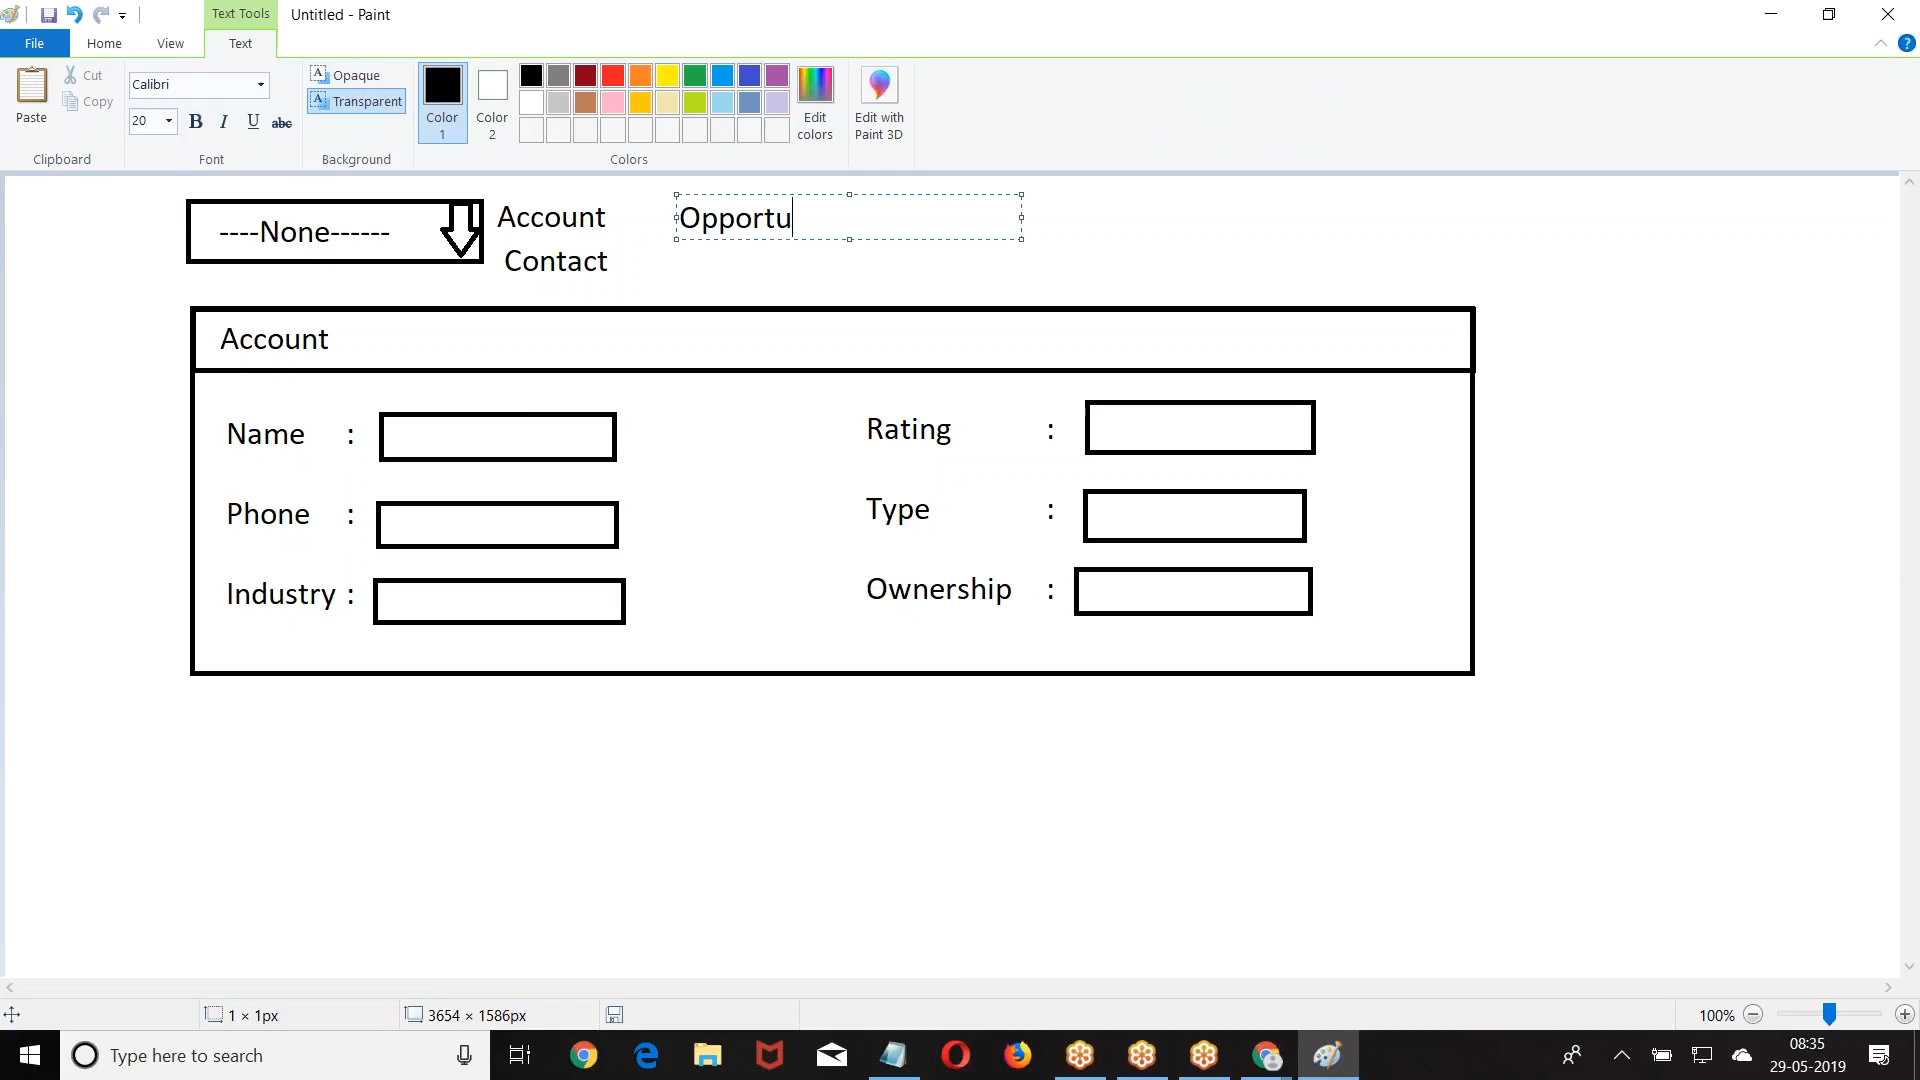 Text Tools Untitled - Paint
File Home View Text
Paste Cut Copy Calibri 20 B I U abc Opaque Transparent Color 1 Color 2 Edit colors Edit with Paint 3D
Clipboard Font Background Colors
----None------ Account Opportu
Contact
Account
Name : Rating :
Phone : Type :
Industry : Ownership :
1 × 1px 3654 × 1586px 100%
Type here to search 08:35
29-05-2019